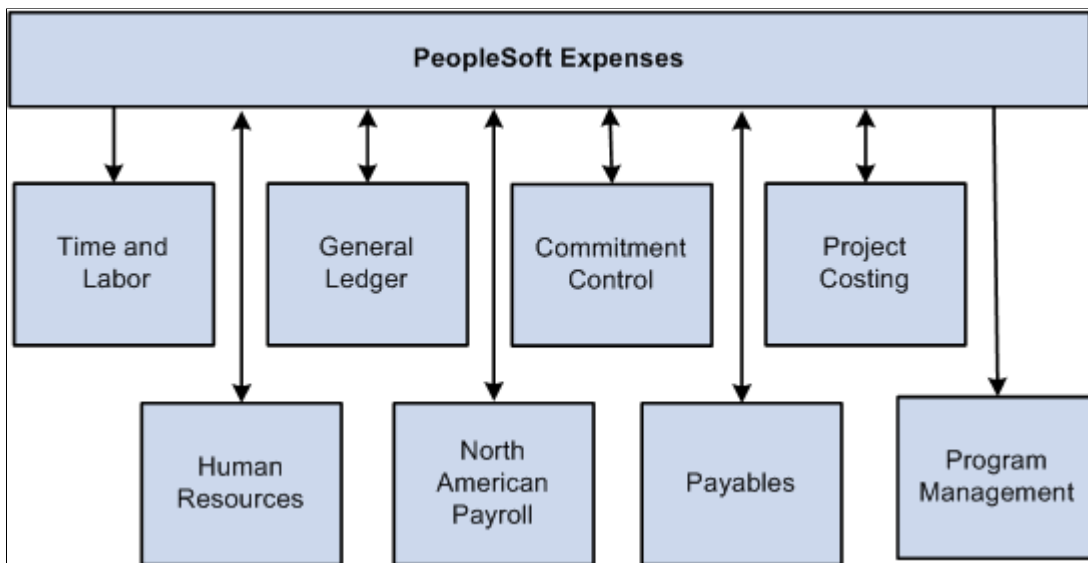 PeopleSoft Expenses
Time and
Labor
General
Ledger
Commitment
Control
Project
Costing
Human
Resources
North
American
Payroll
Payables
Program
Management